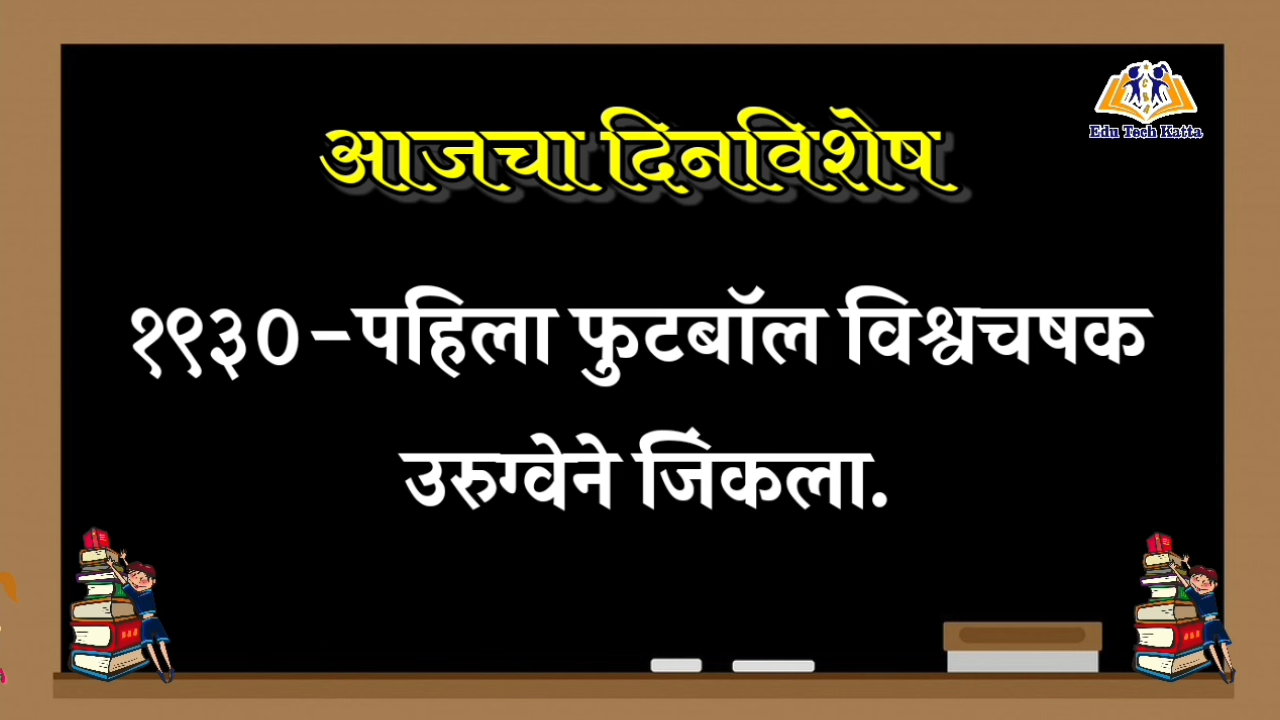 Edu Tech Katta
आजचा दिनविशेष
१९३०-पहिला फुटबॉल विश्वचषक
उरुग्वेने जिंकला.